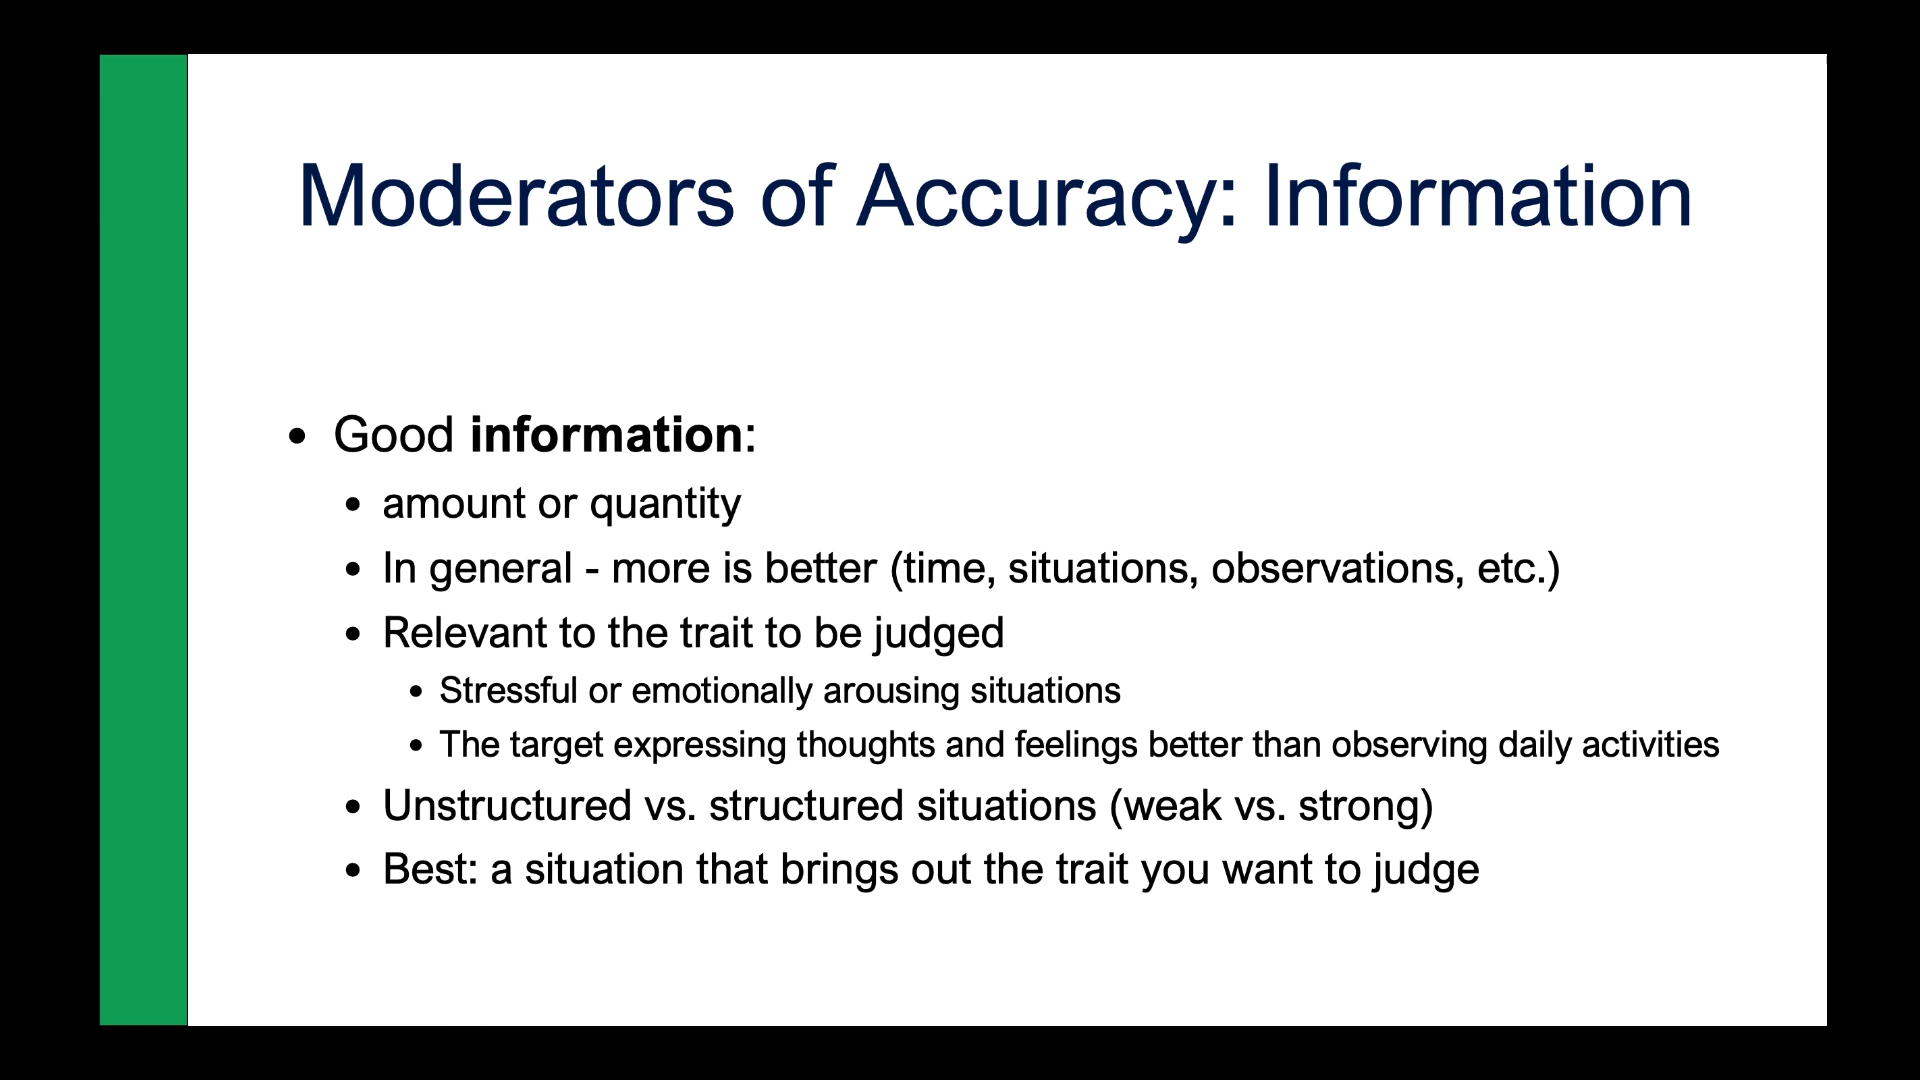 Moderators of Accuracy: Information
• Good information:
• amount or quantity
• In general - more is better (time, situations, observations, etc.)
• Relevant to the trait to be judged
• Stressful or emotionally arousing situations
• The target expressing thoughts and feelings better than observing daily activities
• Unstructured vs. structured situations (weak vs. strong)
• Best: a situation that brings out the trait you want to judge